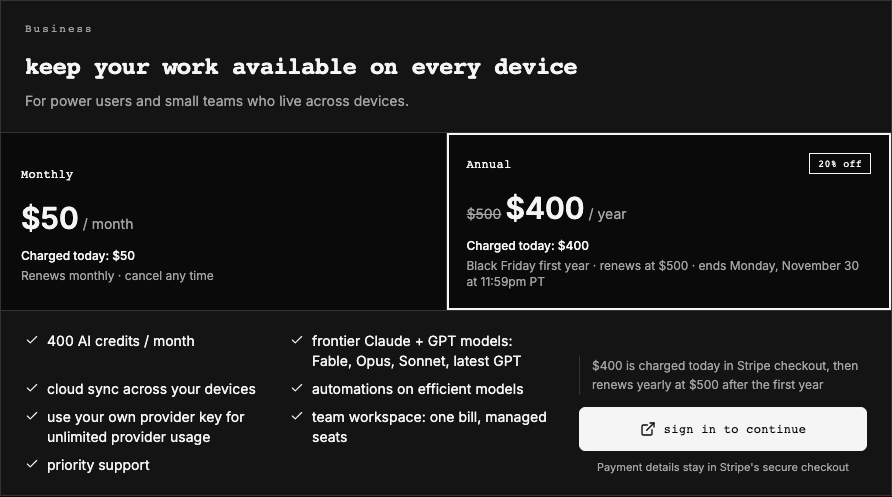 Business
keep your work available on every device
For power users and small teams who live across devices.
Monthly
$50 / month
Charged today: $50
Renews monthly · cancel any time
Annual
20% off
$500 $400 / year
Charged today: $400
Black Friday first year · renews at $500 · ends Monday, November 30
at 11:59pm PT
400 AI credits / month
frontier Claude + GPT models:
Fable, Opus, Sonnet, latest GPT
cloud sync across your devices
automations on efficient models
use your own provider key for
unlimited provider usage
team workspace: one bill, managed
seats
priority support
$400 is charged today in Stripe checkout, then
renews yearly at $500 after the first year
sign in to continue
Payment details stay in Stripe's secure checkout